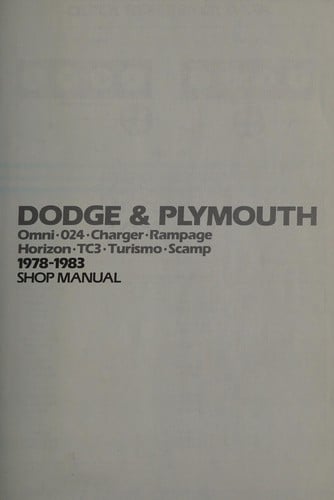 DODGE & PLYMOUTH
Omni·024·Charger·Rampage
Horizon·TC3·Turismo·Scamp
1978-1983
SHOP MANUAL